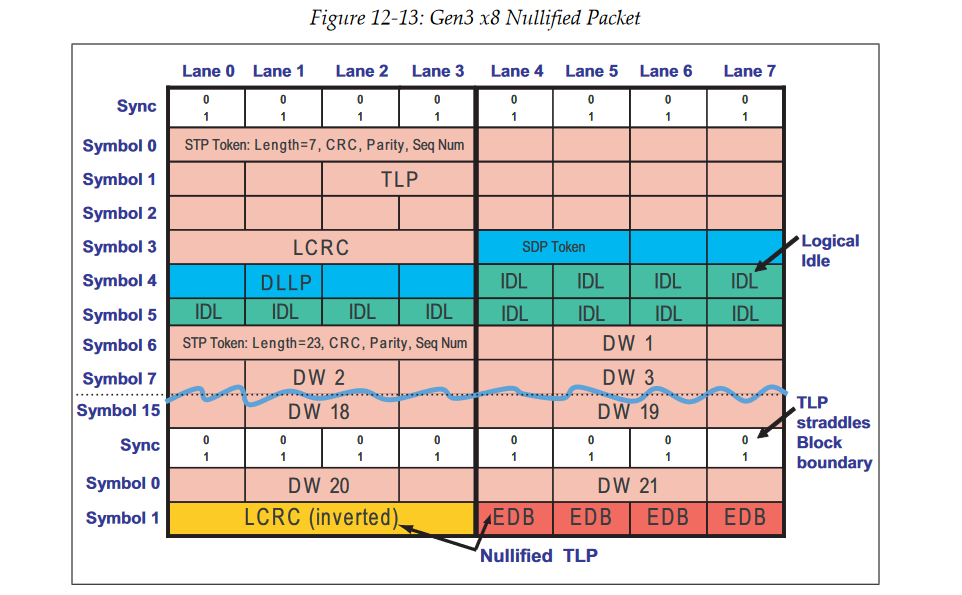 Figure 12-13: Gen3 x8 Nullified Packet
Lane 0 Lane 1 Lane 2 Lane 3 Lane 4 Lane 5 Lane 6 Lane 7
Sync 0 0 0 0 0 0 0 0
1 1 1 1 1 1 1 1
Symbol 0 STP Token: Length=7, CRC, Parity, Seq Num
Symbol 1 TLP
Symbol 2
Symbol 3 LCRC SDP Token
Logical
Idle
Symbol 4 DLLP IDL IDL IDL IDL
Symbol 5 IDL IDL IDL IDL IDL IDL IDL IDL
Symbol 6 STP Token: Length=23, CRC, Parity, Seq Num DW 1
Symbol 7 DW 2 DW 3
Symbol 15 DW 18 DW 19
TLP
straddles
Block
boundary
Sync 0 0 0 0 0 0 0 0
1 1 1 1 1 1 1 1
Symbol 0 DW 20 DW 21
Symbol 1 LCRC (inverted) EDB EDB EDB EDB
Nullified TLP